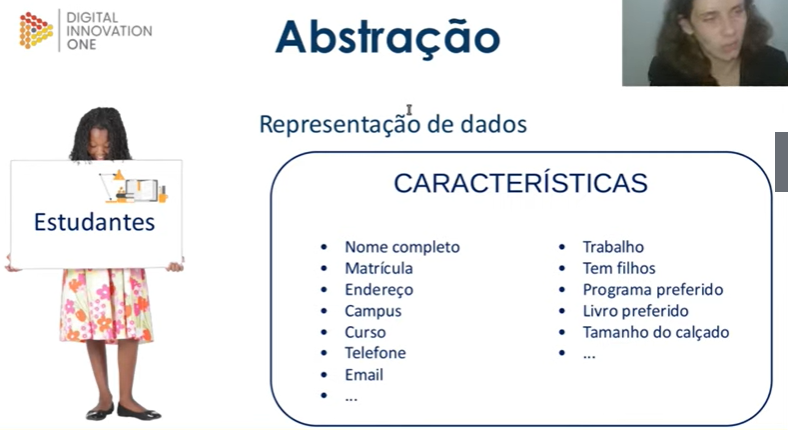 DIGITAL
INNOVATION
ONE
Abstração
Representação de dados
Estudantes
CARACTERÍSTICAS
• Nome completo
• Matrícula
• Endereço
• Campus
• Curso
• Telefone
• Email
• ...
• Trabalho
• Tem filhos
• Programa preferido
• Livro preferido
• Tamanho do calçado
• ...